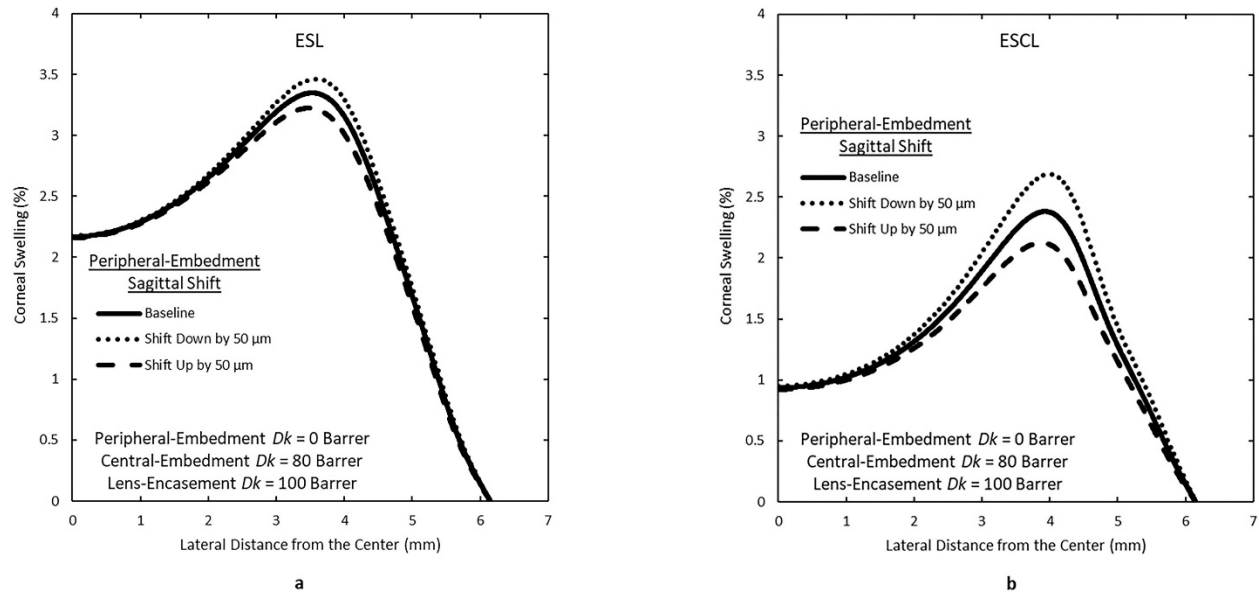 ESL
4
3.5
3
2.5
2
1.5
1
0.5
0
Corneal Swelling (%)
Peripheral-Embedment
Sagittal Shift
Baseline
Shift Down by 50 µm
Shift Up by 50 µm
Peripheral-Embedment Dk = 0 Barrer
Central-Embedment Dk = 80 Barrer
Lens-Encasement Dk = 100 Barrer
0 1 2 3 4 5 6 7
Lateral Distance from the Center (mm)
a
ESCL
4
3.5
3
2.5
2
1.5
1
0.5
0
Corneal Swelling (%)
Peripheral-Embedment
Sagittal Shift
Baseline
Shift Down by 50 µm
Shift Up by 50 µm
Peripheral-Embedment Dk = 0 Barrer
Central-Embedment Dk = 80 Barrer
Lens-Encasement Dk = 100 Barrer
0 1 2 3 4 5 6 7
Lateral Distance from the Center (mm)
b